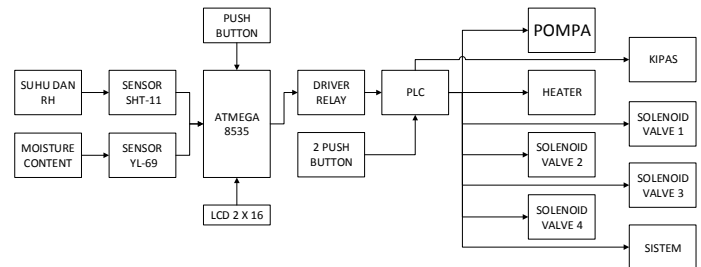 PUSH
BUTTON
SUHU DAN
RH
SENSOR
SHT-11
MOISTURE
CONTENT
SENSOR
YL-69
ATMEGA
8535
LCD 2 X 16
DRIVER
RELAY
2 PUSH
BUTTON
PLC
POMPA
KIPAS
HEATER
SOLENOID
VALVE 1
SOLENOID
VALVE 2
SOLENOID
VALVE 3
SOLENOID
VALVE 4
SISTEM